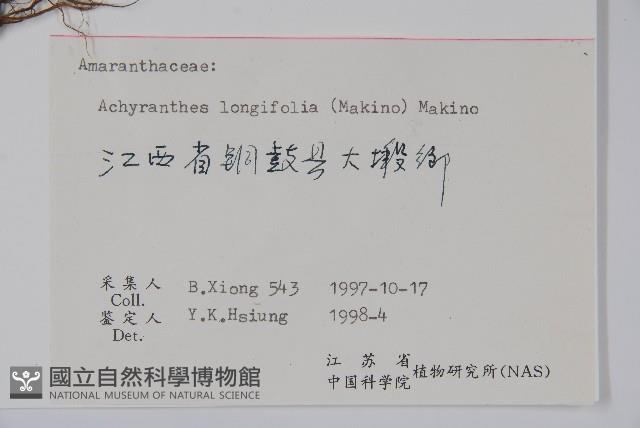 Amaranthaceae:
Achyranthes longifolia (Makino) Makino
江西省铜鼓县大塅鄉
采集人 B.Xiong 543 1997-10-17
Coll.
鉴定人 Y.K.Hsiung 1998-4
Det.
江苏省
中国科学院 植物研究所(NAS)
國立自然科學博物館
NATIONAL MUSEUM OF NATURAL SCIENCE